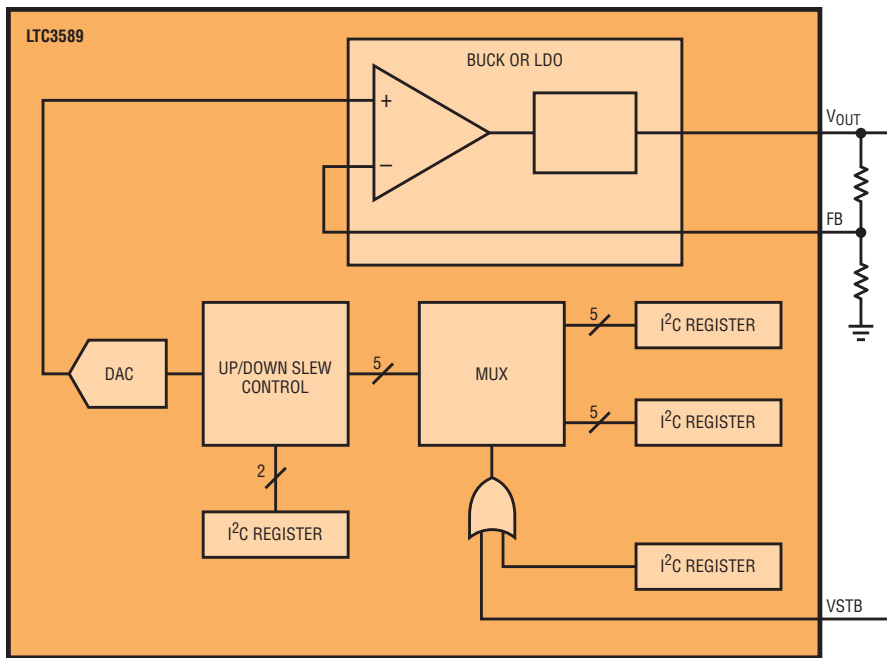 LTC3589
BUCK OR LDO
+
–
VOUT
FB
DAC
UP/DOWN SLEW
CONTROL
5
MUX
5
I2C REGISTER
5
I2C REGISTER
2
I2C REGISTER
I2C REGISTER
VSTB